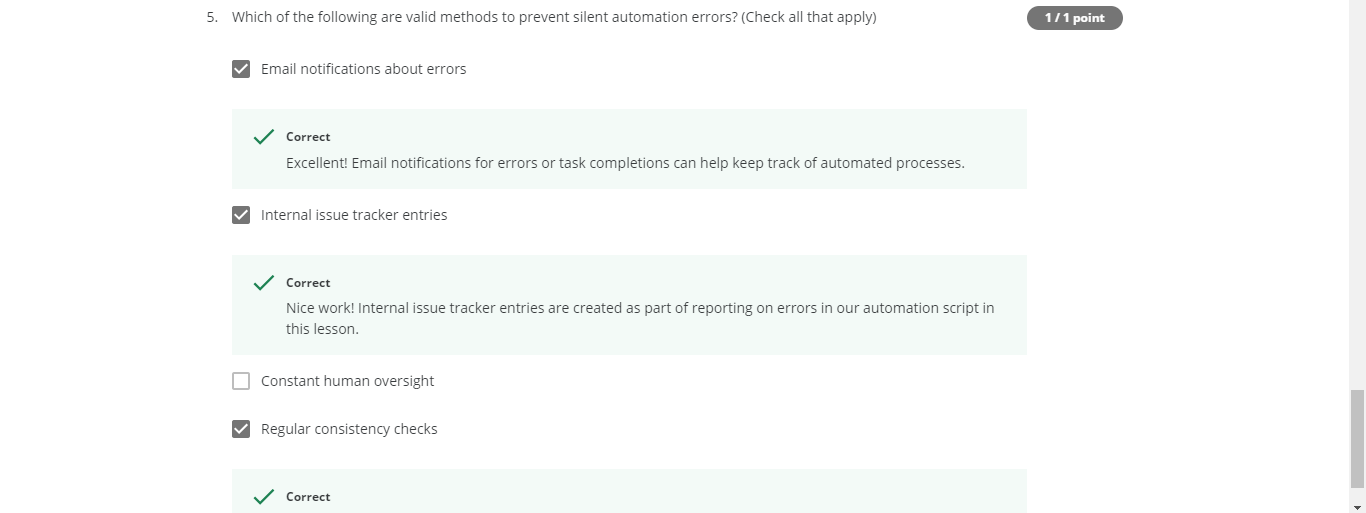 5. Which of the following are valid methods to prevent silent automation errors? (Check all that apply)
1 / 1 point
Email notifications about errors
Correct
Excellent! Email notifications for errors or task completions can help keep track of automated processes.
Internal issue tracker entries
Correct
Nice work! Internal issue tracker entries are created as part of reporting on errors in our automation script in
this lesson.
Constant human oversight
Regular consistency checks
Correct